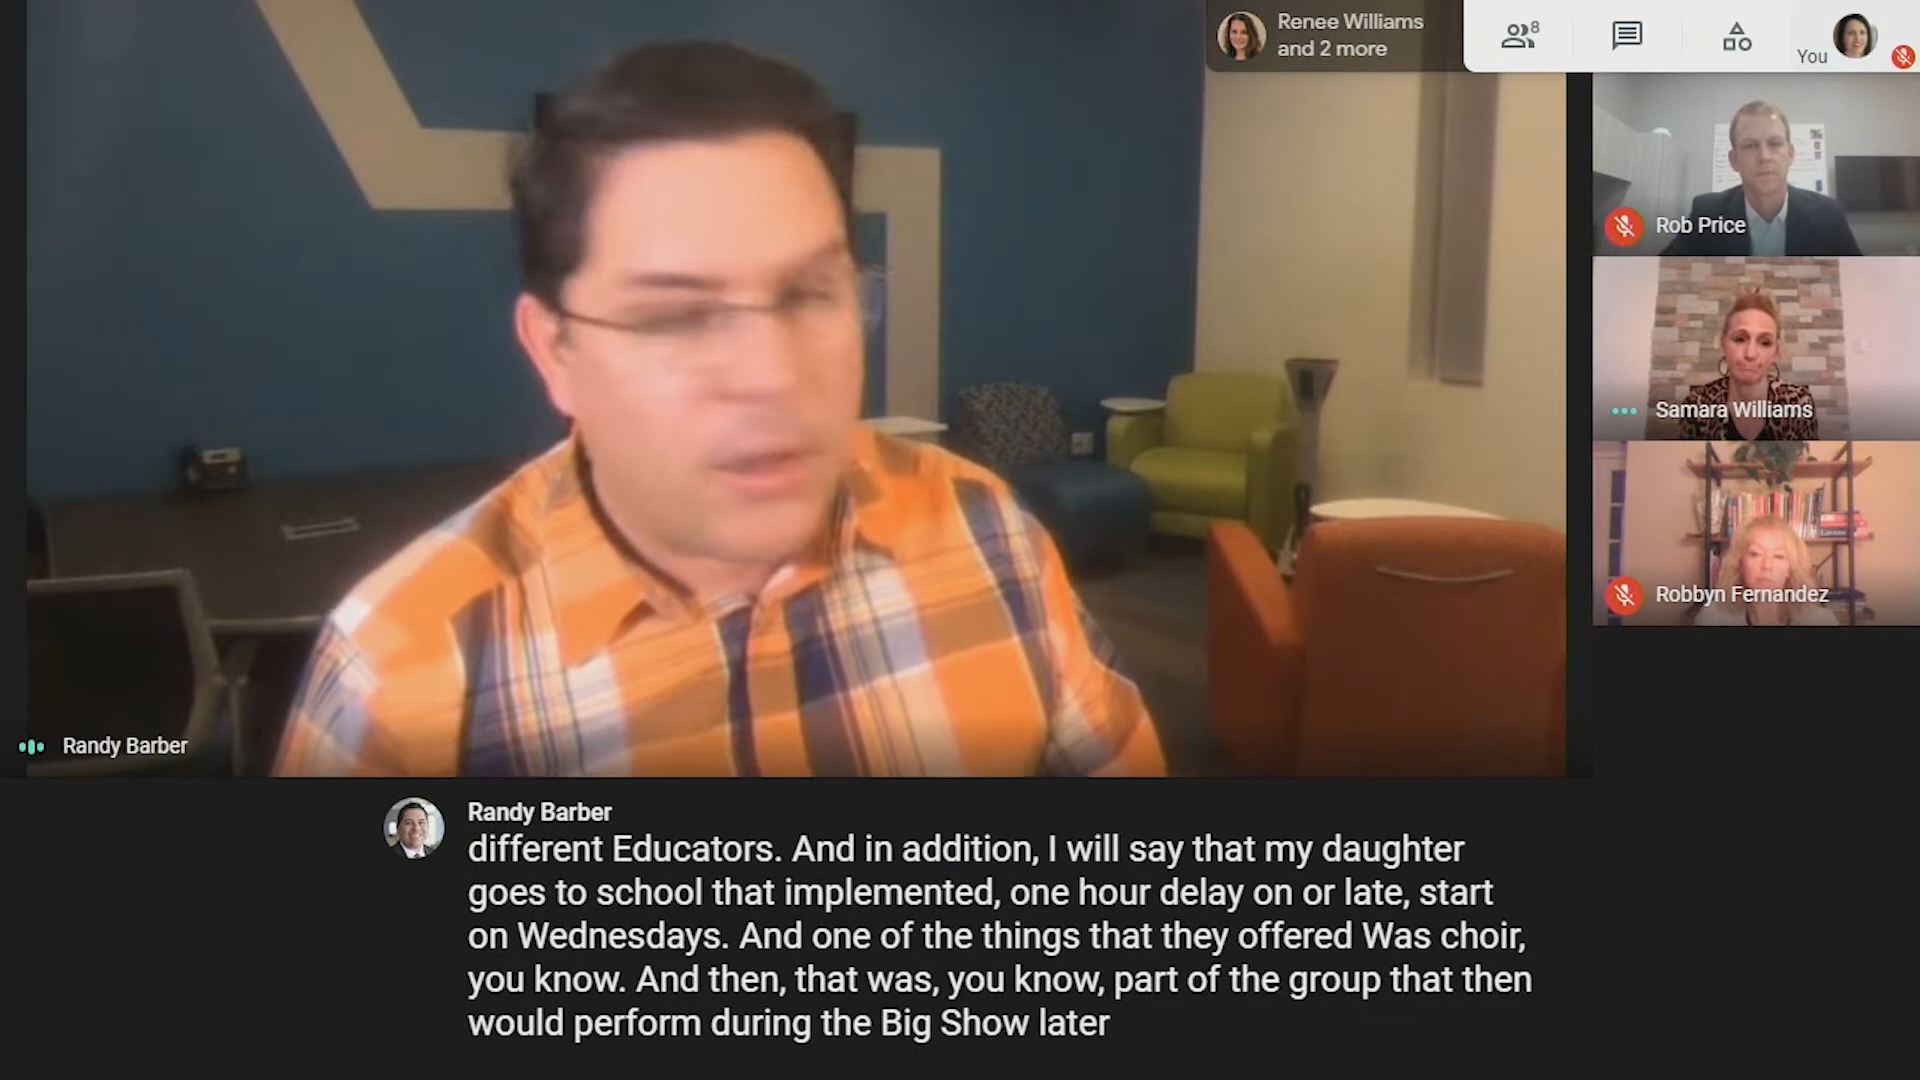 Renee Williams
and 2 more
8
You
Rob Price
Samara Williams
Robbyn Fernandez
Randy Barber
Randy Barber
different Educators. And in addition, I will say that my daughter
goes to school that implemented, one hour delay on or late, start
on Wednesdays. And one of the things that they offered Was choir,
you know. And then, that was, you know, part of the group that then
would perform during the Big Show later